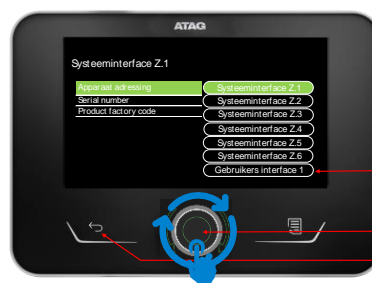 ATAG
Systeeminterface Z.1
Apparaat adressing Systeeminterface Z.1
Serial number Systeeminterface Z.2
Product factory code Systeeminterface Z.3
Systeeminterface Z.4
Systeeminterface Z.5
Systeeminterface Z.6
Gebruikers interface 1